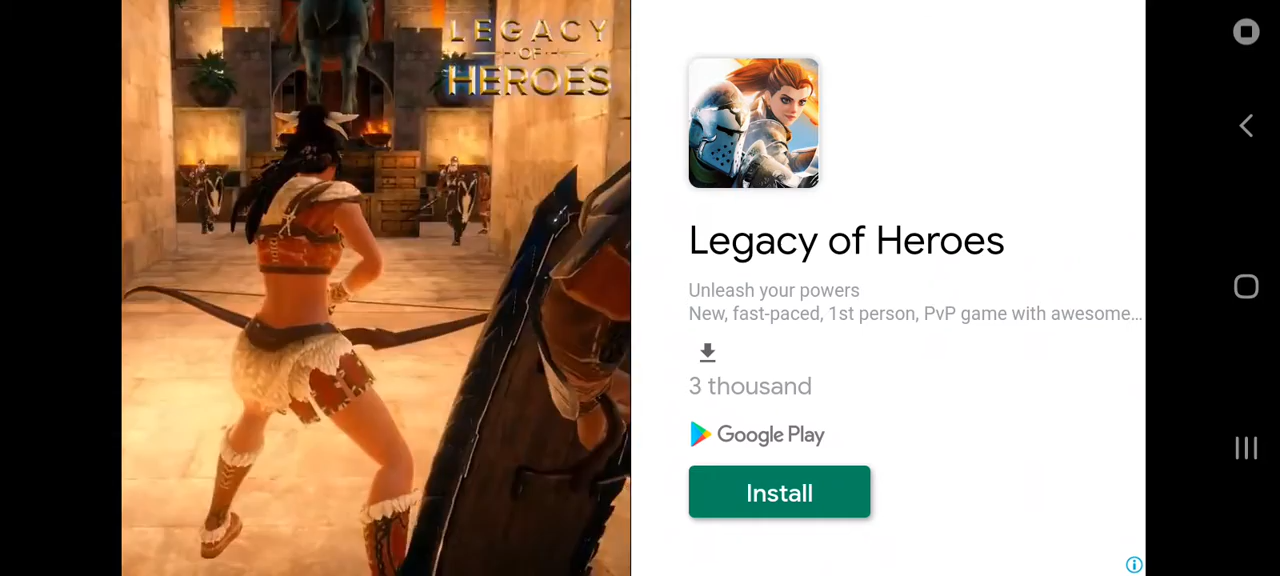 LEGACY
OF
HEROES
Legacy of Heroes
Unleash your powers
New, fast-paced, 1st person, PvP game with awesome...
3 thousand
Google Play
Install